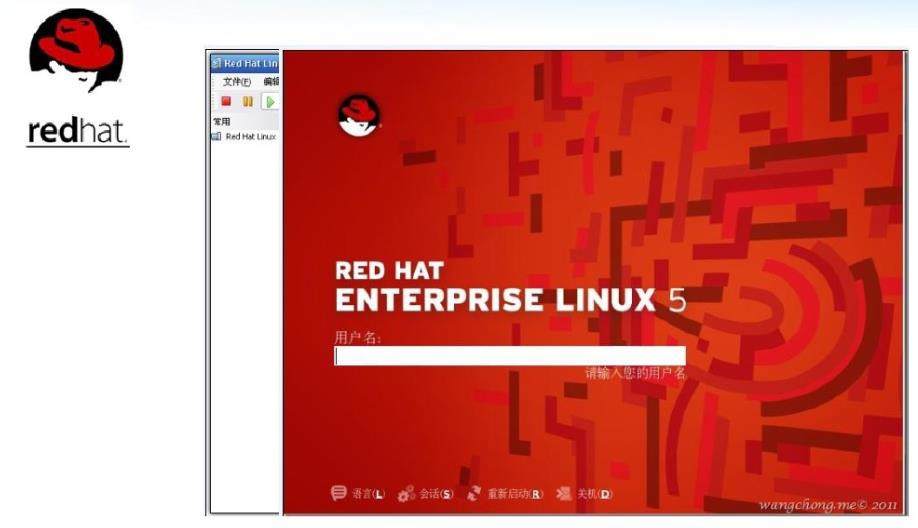 redhat.
Red Hat Lin
文件(F) 编辑
常用
Red Hat Linux
RED HAT
ENTERPRISE LINUX 5
用户名:
请输入您的用户名
语言(L) 会话(S) 重新启动(R) 关机(D)
wangchong.me© 2011